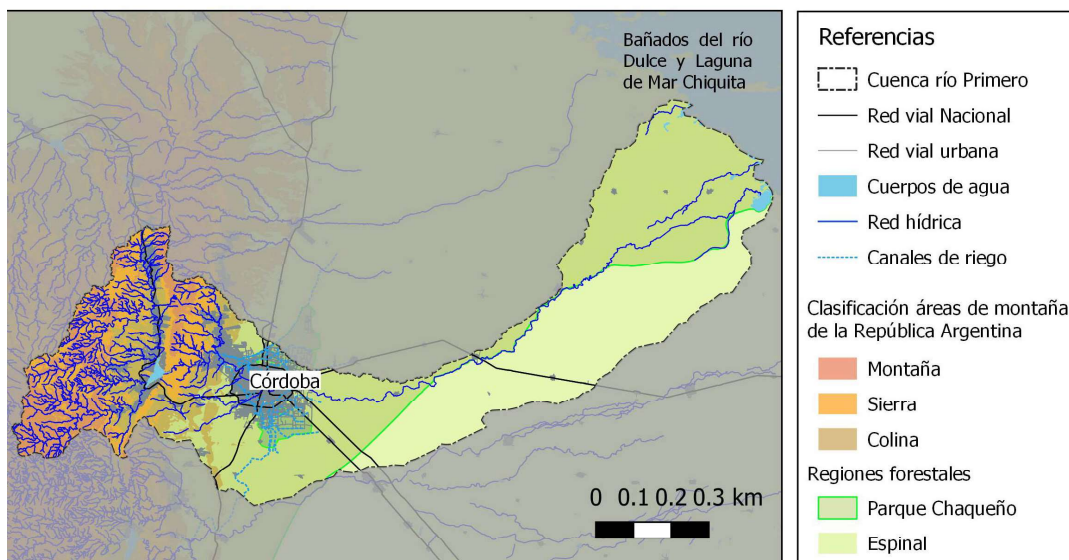 Bañados del río
Dulce y Laguna
de Mar Chiquita
Córdoba
0 0.1 0.2 0.3 km
Referencias
Cuenca río Primero
Red vial Nacional
Red vial urbana
Cuerpos de agua
Red hídrica
Canales de riego
Clasificación áreas de montaña
de la República Argentina
Montaña
Sierra
Colina
Regiones forestales
Parque Chaqueño
Espinal